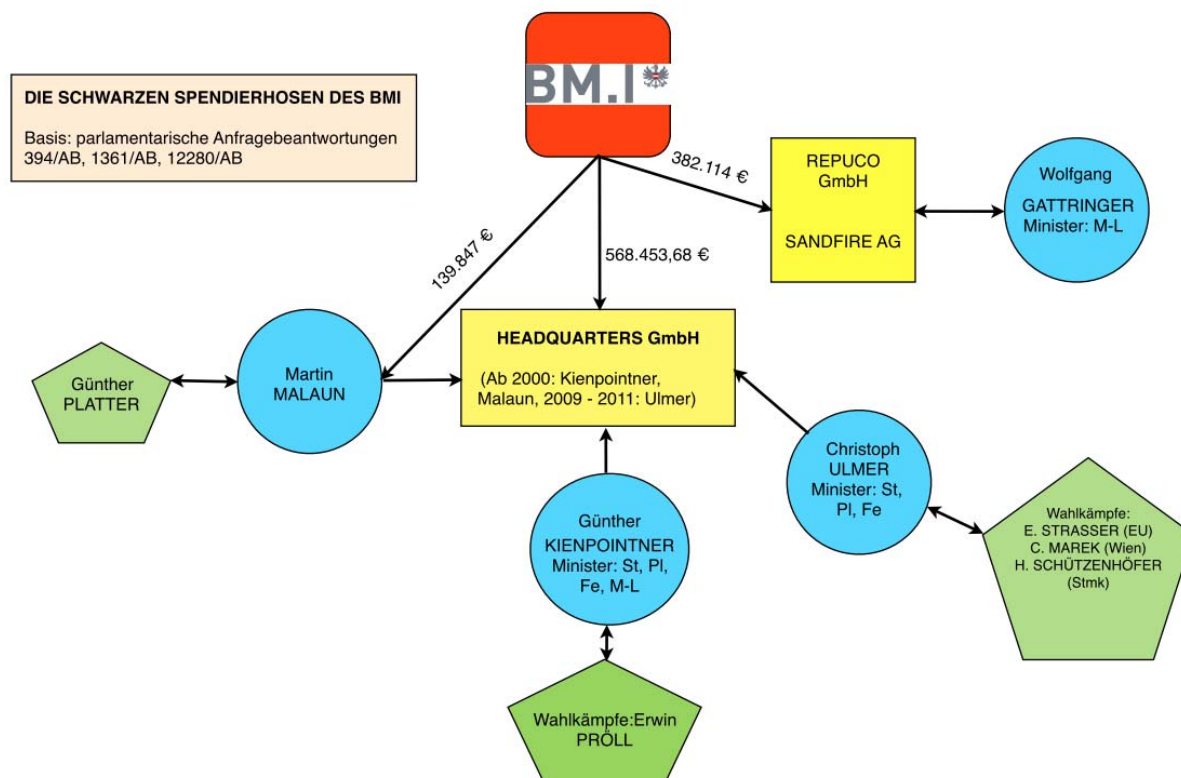 BM.I
DIE SCHWARZEN SPENDIERHOSEN DES BMI
Basis: parlamentarische Anfragebeantwortungen
394/AB, 1361/AB, 12280/AB
382.114 €
139.847 €
568.453,68 €
REPUCO
GmbH
SANDFIRE AG
Wolfgang
GATTRINGER
Minister: M-L
HEADQUARTERS GmbH
(Ab 2000: Kienpointner,
Malaun, 2009 - 2011: Ulmer)
Günther
PLATTER
Martin
MALAUN
Christoph
ULMER
Minister: St,
Pl, Fe
Günther
KIENPOINTNER
Minister: St, Pl,
Fe, M-L
Wahlkämpfe:
E. STRASSER (EU)
C. MAREK (Wien)
H. SCHÜTZENHÖFER
(Stmk)
Wahlkämpfe:Erwin
PRÖLL